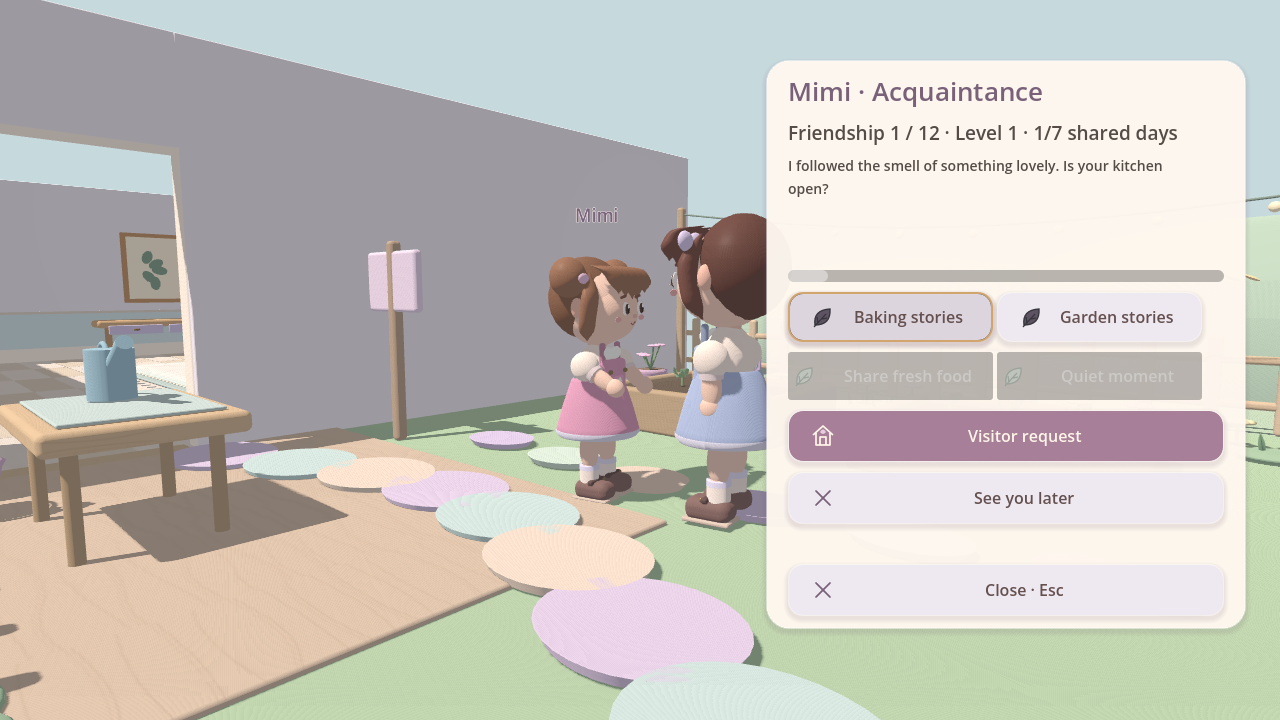 Mimi · Acquaintance
Friendship 1 / 12 · Level 1 · 1/7 shared days
I followed the smell of something lovely. Is your kitchen
open?
Mimi
Baking stories
Garden stories
Share fresh food
Quiet moment
Visitor request
See you later
Close · Esc